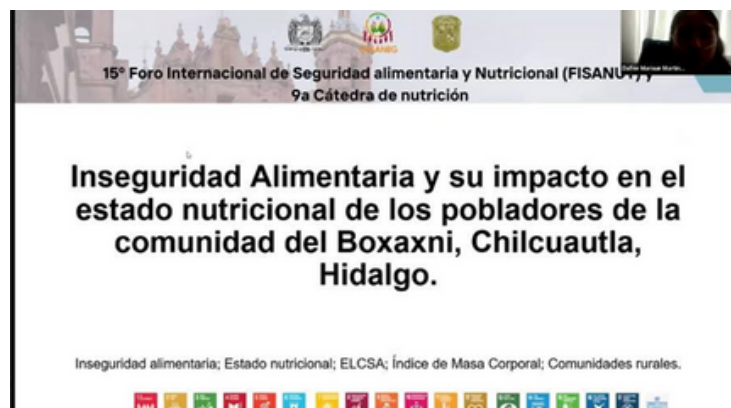 15° Foro Internacional de Seguridad alimentaria y Nutricional (FISANUT) y
9a Cátedra de nutrición
Inseguridad Alimentaria y su impacto en el
estado nutricional de los pobladores de la
comunidad del Boxaxni, Chilcuautla,
Hidalgo.
Inseguridad alimentaria; Estado nutricional; ELCSA; Índice de Masa Corporal; Comunidades rurales.